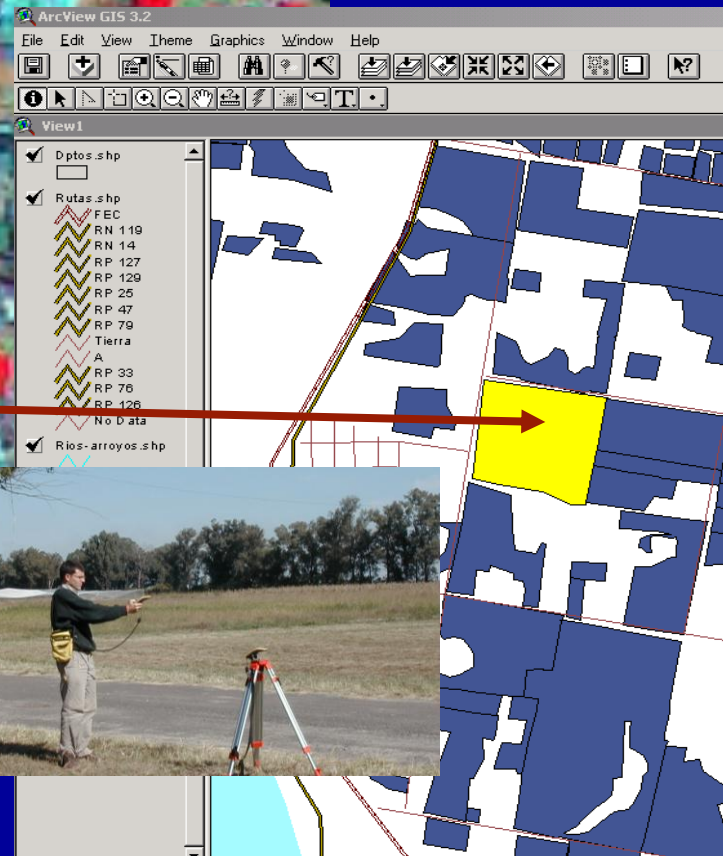 ArcView GIS 3.2
File Edit View Theme Graphics Window Help
View1
Dptos.shp
Rutas.shp
FEC
RN 119
RN 14
RP 127
RP 129
RP 25
RP 47
RP 79
Tierra
A
RP 33
RP 76
RP 126
No Data
Rios-arroyos.shp